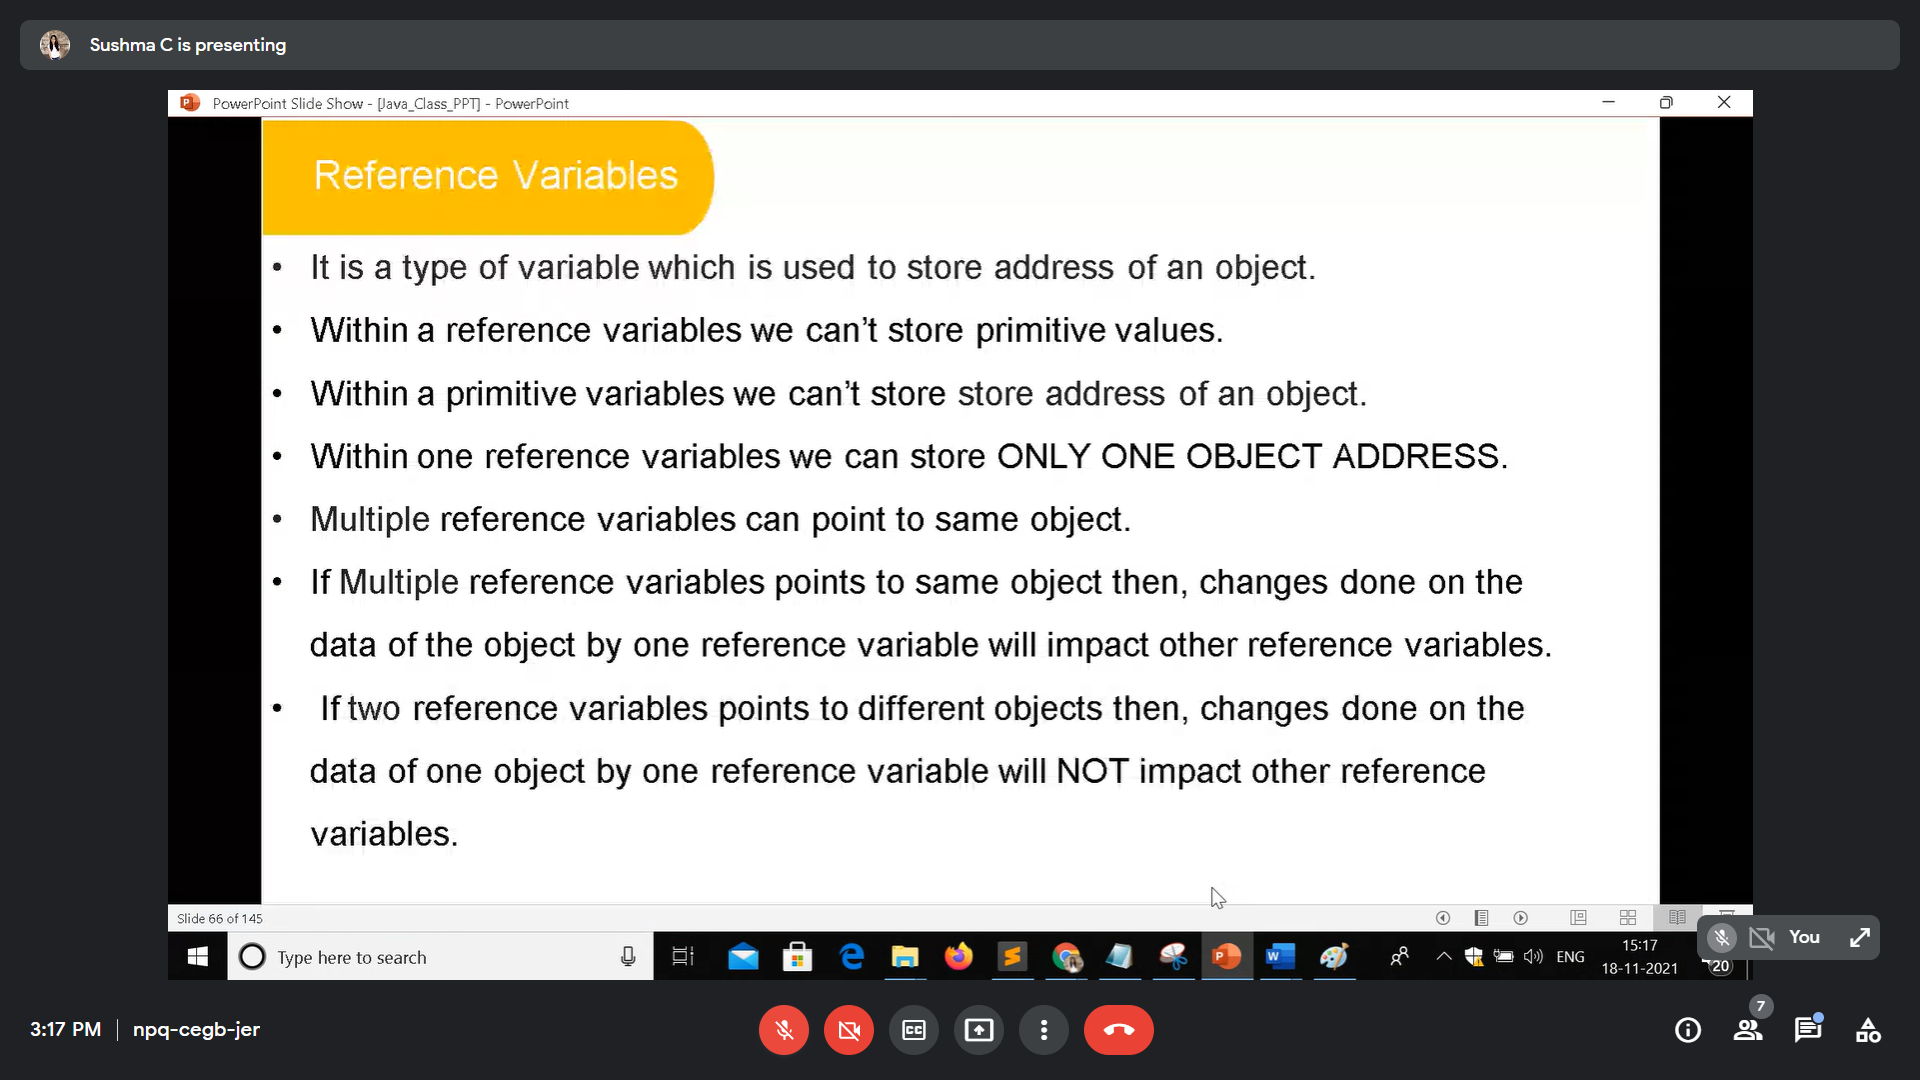 Sushma C is presenting
PowerPoint Slide Show - [Java_Class_PPT] - PowerPoint
Reference Variables
• It is a type of variable which is used to store address of an object.
• Within a reference variables we can’t store primitive values.
• Within a primitive variables we can’t store store address of an object.
• Within one reference variables we can store ONLY ONE OBJECT ADDRESS.
• Multiple reference variables can point to same object.
• If Multiple reference variables points to same object then, changes done on the
data of the object by one reference variable will impact other reference variables.
• If two reference variables points to different objects then, changes done on the
data of one object by one reference variable will NOT impact other reference
variables.
Slide 66 of 145
You
Type here to search
ENG
15:17
18-11-2021
20
3:17 PM | npq-cegb-jer
CC
7